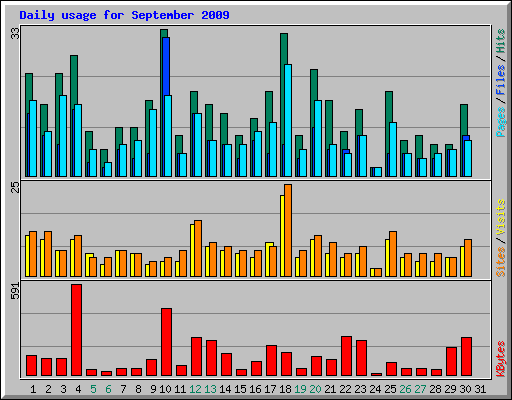 Daily usage for September 2009
33
Pages / Files / Hits
25
Sites / Visits
591
KBytes
1 2 3 4 5 6 7 8 9 10 11 12 13 14 15 16 17 18 19 20 21 22 23 24 25 26 27 28 29 30 31